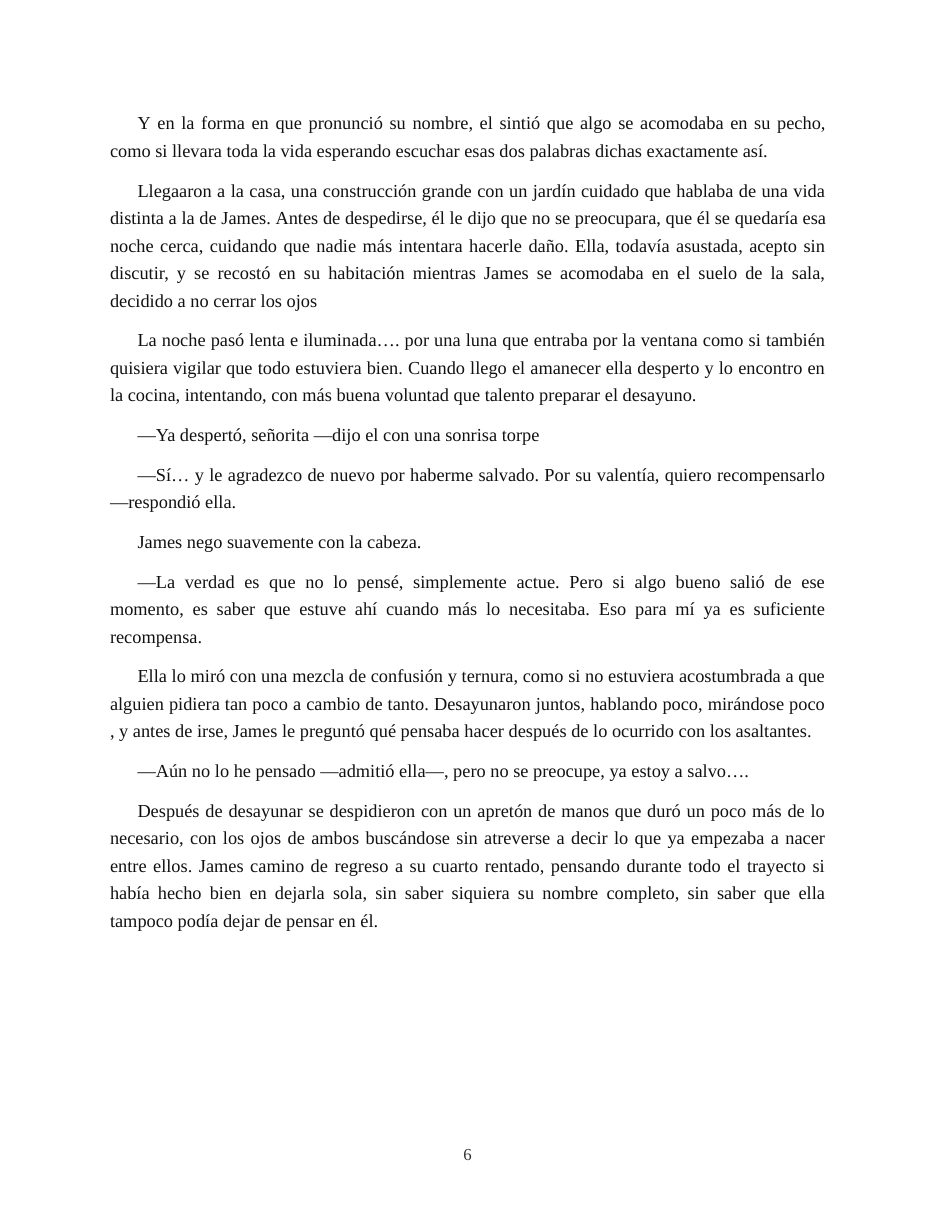 Y en la forma en que pronunció su nombre, el sintió que algo se acomodaba en su pecho,
como si llevara toda la vida esperando escuchar esas dos palabras dichas exactamente así.
Llegaaron a la casa, una construcción grande con un jardín cuidado que hablaba de una vida
distinta a la de James. Antes de despedirse, él le dijo que no se preocupara, que él se quedaría esa
noche cerca, cuidando que nadie más intentara hacerle daño. Ella, todavía asustada, acepto sin
discutir, y se recostó en su habitación mientras James se acomodaba en el suelo de la sala,
decidido a no cerrar los ojos
La noche pasó lenta e iluminada…. por una luna que entraba por la ventana como si también
quisiera vigilar que todo estuviera bien. Cuando llego el amanecer ella desperto y lo encontro en
la cocina, intentando, con más buena voluntad que talento preparar el desayuno.
—Ya despertó, señorita —dijo el con una sonrisa torpe
—Sí… y le agradezco de nuevo por haberme salvado. Por su valentía, quiero recompensarlo
—respondió ella.
James nego suavemente con la cabeza.
—La verdad es que no lo pensé, simplemente actue. Pero si algo bueno salió de ese
momento, es saber que estuve ahí cuando más lo necesitaba. Eso para mí ya es suficiente
recompensa.
Ella lo miró con una mezcla de confusión y ternura, como si no estuviera acostumbrada a que
alguien pidiera tan poco a cambio de tanto. Desayunaron juntos, hablando poco, mirándose poco
, y antes de irse, James le preguntó qué pensaba hacer después de lo ocurrido con los asaltantes.
—Aún no lo he pensado —admitió ella—, pero no se preocupe, ya estoy a salvo….
Después de desayunar se despidieron con un apretón de manos que duró un poco más de lo
necesario, con los ojos de ambos buscándose sin atreverse a decir lo que ya empezaba a nacer
entre ellos. James camino de regreso a su cuarto rentado, pensando durante todo el trayecto si
había hecho bien en dejarla sola, sin saber siquiera su nombre completo, sin saber que ella
tampoco podía dejar de pensar en él.
6